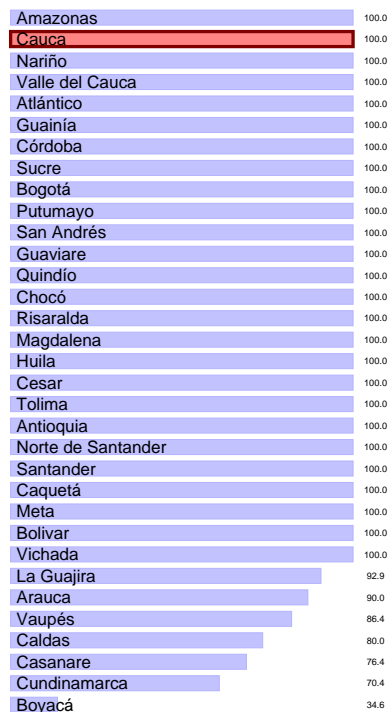 Amazonas 100.0
Cauca 100.0
Nariño 100.0
Valle del Cauca 100.0
Atlántico 100.0
Guainía 100.0
Córdoba 100.0
Sucre 100.0
Bogotá 100.0
Putumayo 100.0
San Andrés 100.0
Guaviare 100.0
Quindío 100.0
Chocó 100.0
Risaralda 100.0
Magdalena 100.0
Huila 100.0
Cesar 100.0
Tolima 100.0
Antioquia 100.0
Norte de Santander 100.0
Santander 100.0
Caquetá 100.0
Meta 100.0
Bolivar 100.0
Vichada 100.0
La Guajira 92.9
Arauca 90.0
Vaupés 86.4
Caldas 80.0
Casanare 76.4
Cundinamarca 70.4
Boyacá 34.6